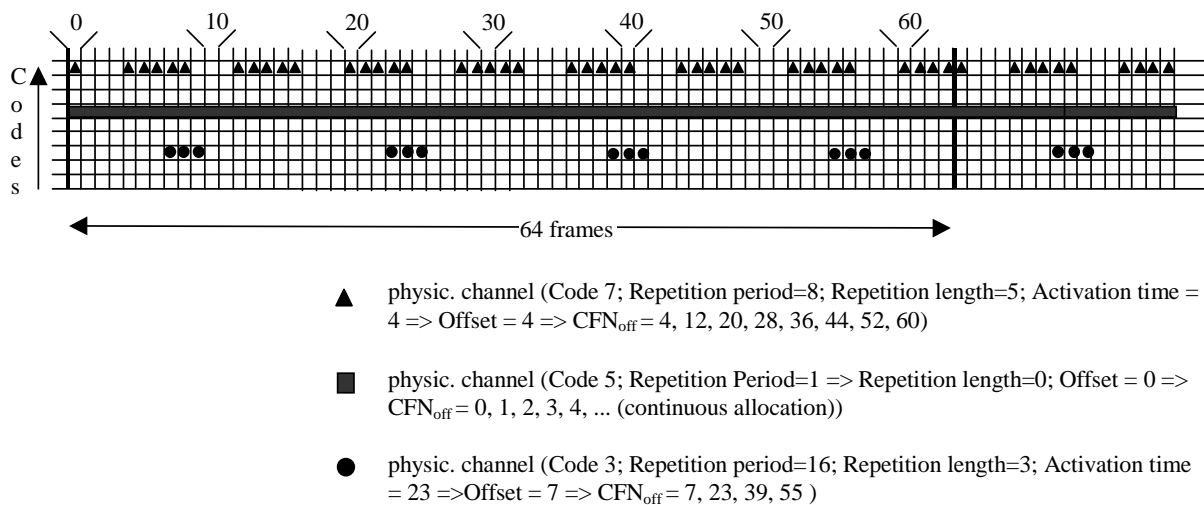 0 10 20 30 40 50 60
C
o
d
e
s
64 frames
physic. channel (Code 7; Repetition period=8; Repetition length=5; Activation time =
4 => Offset = 4 => CFNoff = 4, 12, 20, 28, 36, 44, 52, 60)
physic. channel (Code 5; Repetition Period=1 => Repetition length=0; Offset = 0 =>
CFNoff = 0, 1, 2, 3, 4, ... (continuous allocation))
physic. channel (Code 3; Repetition period=16; Repetition length=3; Activation time
= 23 =>Offset = 7 => CFNoff = 7, 23, 39, 55 )